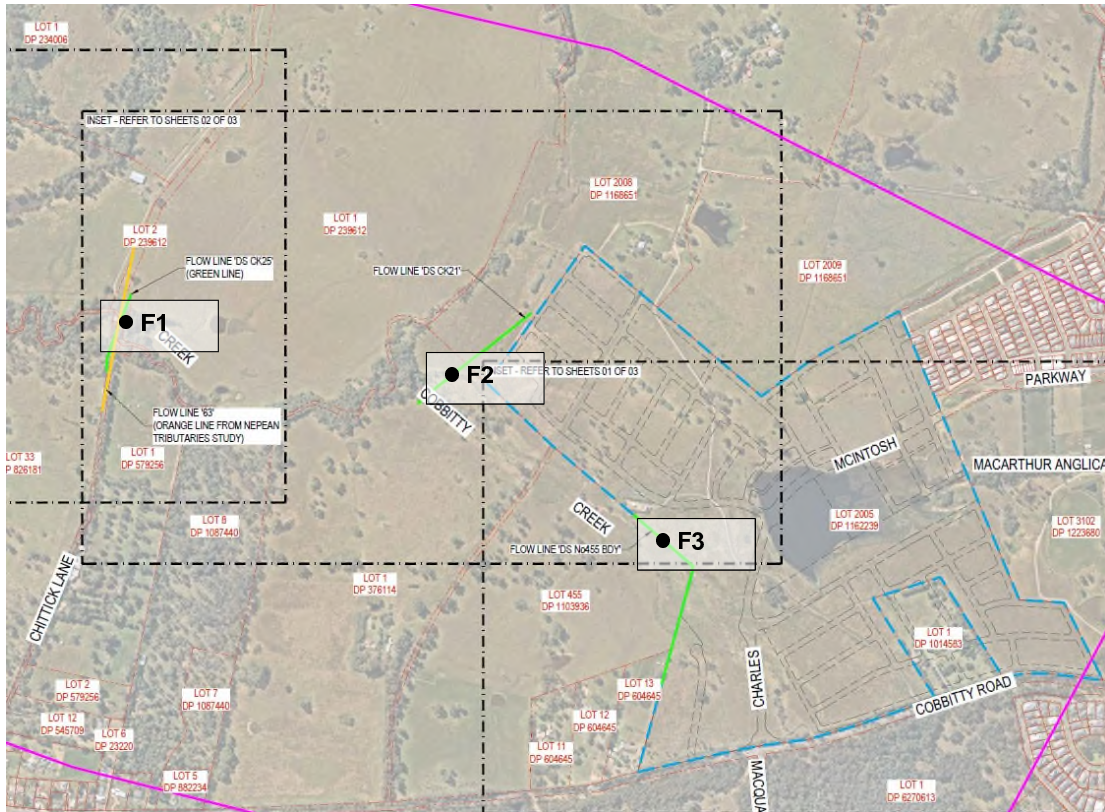 LOT 1
DP 234006
INSET - REFER TO SHEETS 02 OF 03
LOT 2008
DP 1168651
LOT 2
DP 239612
LOT 1
DP 239612
FLOW LINE 'DS CK25'
(GREEN LINE)
FLOW LINE 'DS CK21'
LOT 2009
DP 1168651
F1
CREEK
F2
INSET - REFER TO SHEETS 01 OF 03
COBBITTY
PARKWAY
FLOW LINE '63'
(ORANGE LINE FROM NEPEAN
TRIBUTARIES STUDY)
LOT 1
DP 579256
LOT 33
P 826181
MCINTOSH
MACARTHUR ANGLICA
LOT 8
DP 1087440
CREEK
LOT 2005
DP 1162239
LOT 3102
DP 1223680
FLOW LINE 'DS No455 BDY'
F3
CHITTICK LANE
LOT 1
DP 376114
LOT 455
DP 1103936
LOT 1
DP 1014583
CHARLES
LOT 2
DP 579256
LOT 7
DP 1087440
LOT 13
DP 604645
COBBITTY ROAD
LOT 12
DP 545709
LOT 6
DP 23220
LOT 12
DP 604645
LOT 11
DP 604645
LOT 5
DP 882234
MACQUA
LOT 1
DP 6270613